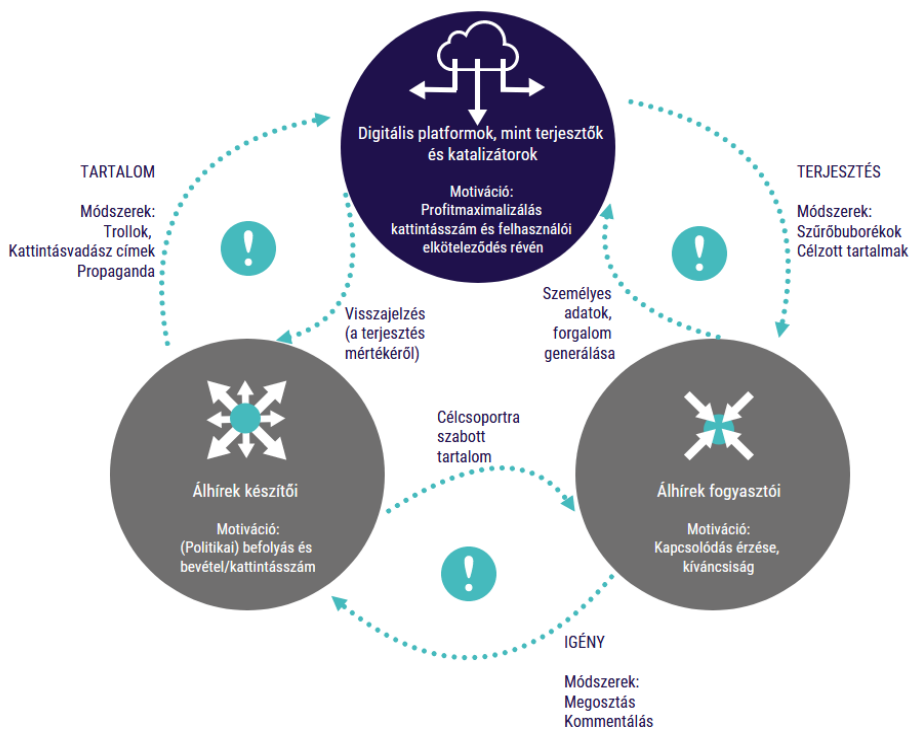 Digitális platformok, mint terjesztők
és katalizátorok
Motiváció:
Profitmaximalizálás
kattintásszám és felhasználói
elköteleződés révén
TARTALOM
Módszerek:
Trollok,
Kattintásvadász címek
Propaganda
TERJESZTÉS
Módszerek:
Szűrőbuborékok
Célzott tartalmak
Visszajelzés
(a terjesztés
mértékéről)
Személyes
adatok,
forgalom
generálása
Célcsoportra
szabott
tartalom
Álhírek készítői
Motiváció:
(Politikai) befolyás és
bevétel/kattintásszám
Álhírek fogyasztói
Motiváció:
Kapcsolódás érzése,
kíváncsiság
IGÉNY
Módszerek:
Megosztás
Kommentálás